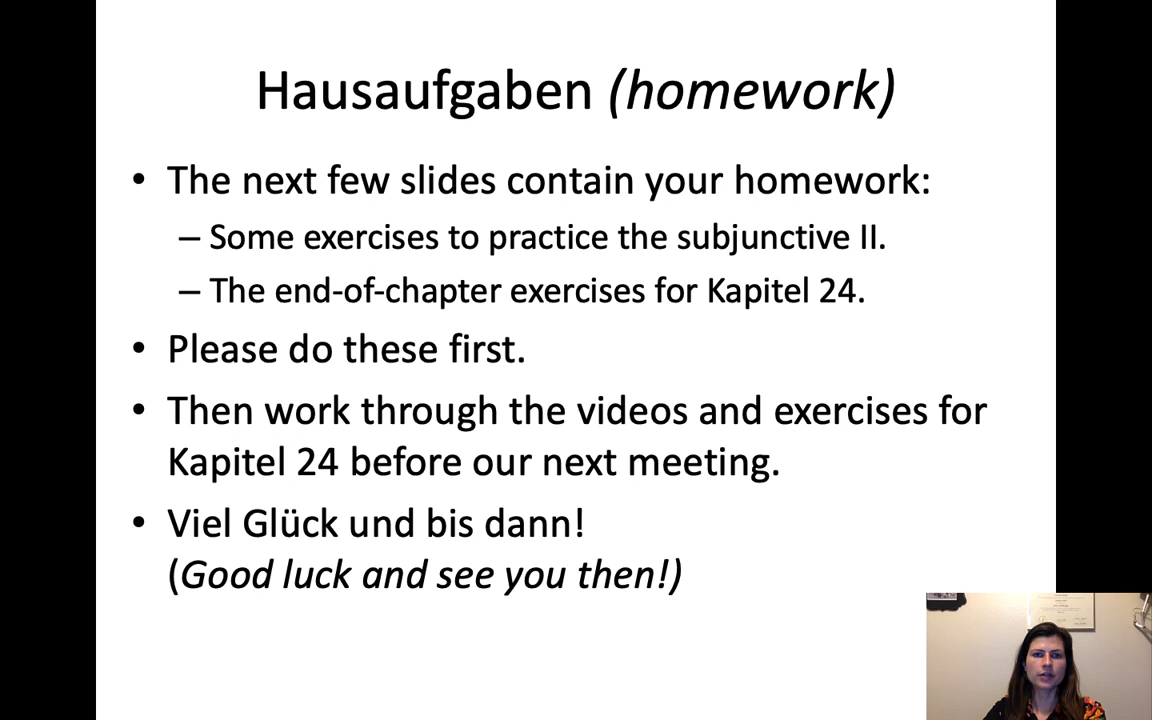 Hausaufgaben (homework)
• The next few slides contain your homework:
– Some exercises to practice the subjunctive II.
– The end-of-chapter exercises for Kapitel 24.
• Please do these first.
• Then work through the videos and exercises for
Kapitel 24 before our next meeting.
• Viel Glück und bis dann!
(Good luck and see you then!)